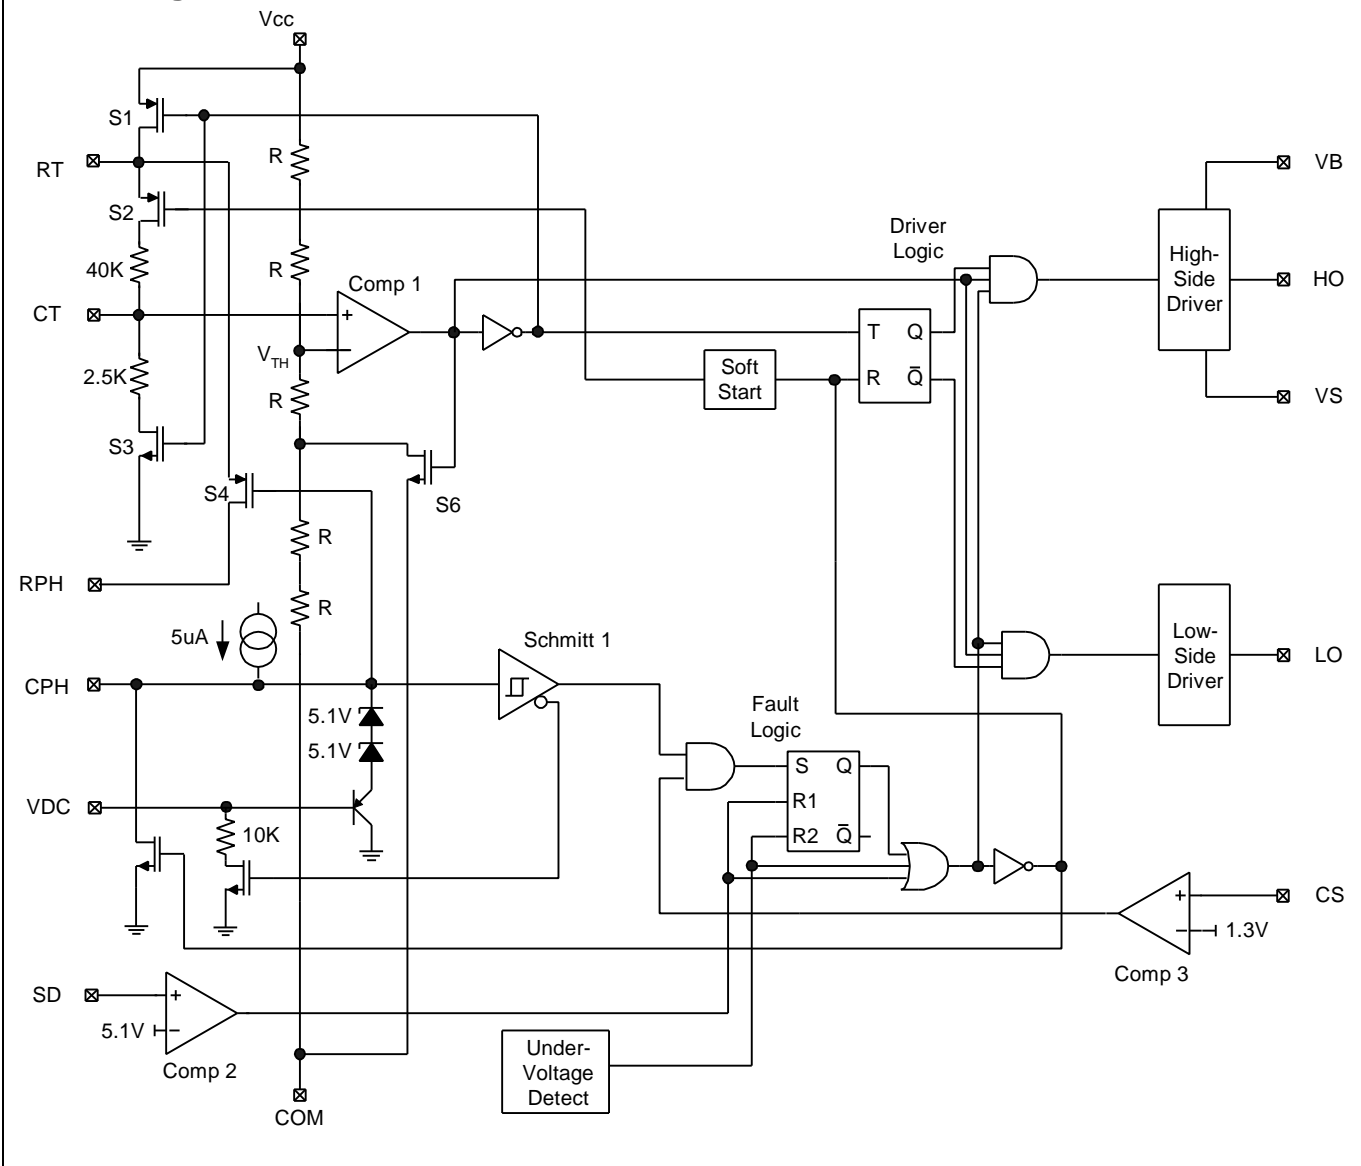 Vcc
S1
R
RT
VB
S2
Driver
Logic
High-
Side
Driver
40K
R
Comp 1
HO
CT
+
T Q
VTH
−
Soft
Start
2.5K
R
R Q̅
VS
S3
S4
S6
R
RPH
R
5uA
Schmitt 1
Low-
Side
Driver
LO
CPH
5.1V
Fault
Logic
5.1V
S Q
VDC
R1
10K
R2 Q̅
+
CS
− 1.3V
Comp 3
SD
+
5.1V −
Comp 2
Under-
Voltage
Detect
COM